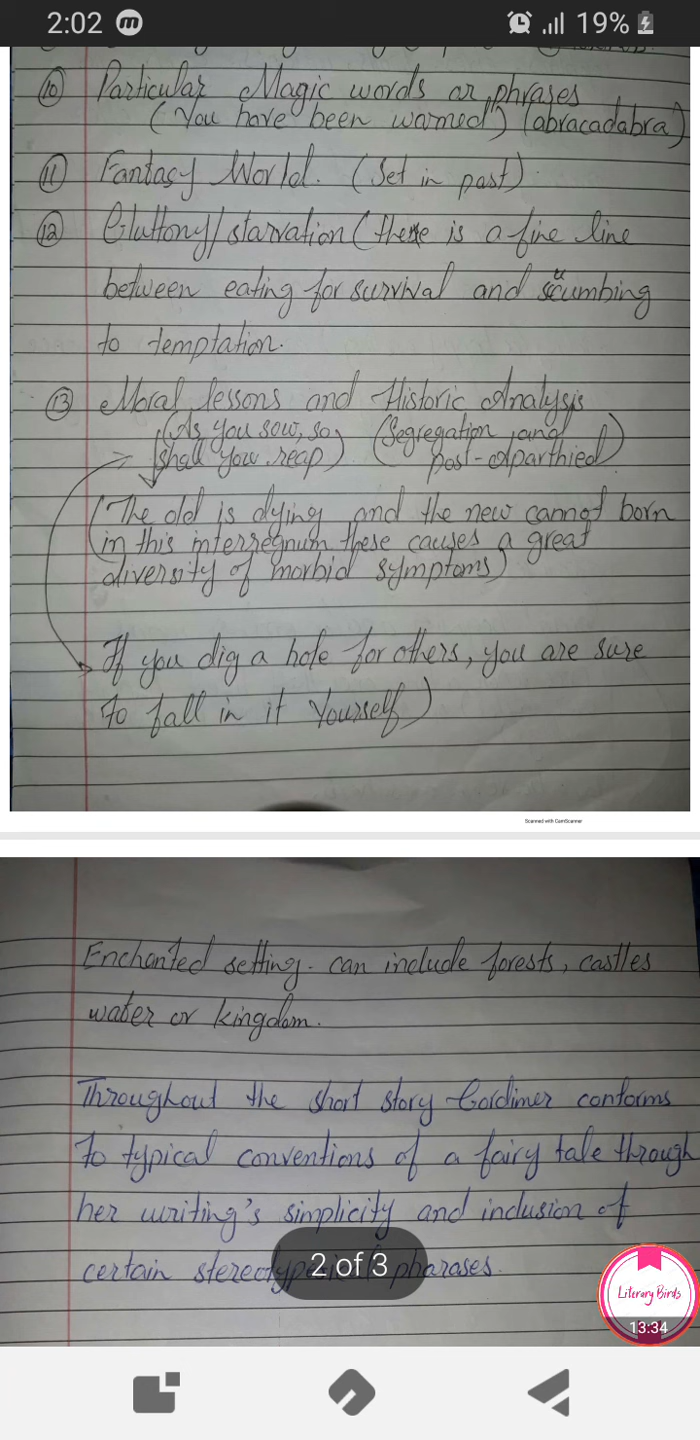 2:02 m 19%
⑩ Particular Magic words or phrases
(You have been warned) (abracadabra)
⑪ Fantasy World. (Set in past)
⑫ Gluttony/starvation (there is a fine line
between eating for survival and scumbing
to temptation.
⑬ Moral lessons and Historic Analysis
(As you sow, so (Segregation and
shall you reap) post-Aparthied)
(The old is dying and the new cannot born
in this interregnum these causes a great
diversity of morbid symptoms)
If you dig a hole for others, you are sure
to fall in it Yourself)
Scanned with CamScanner
Enchanted setting. can include forests, castles
water or kingdom.
Throughout the short story Gordimer conforms
To typical conventions of a fairy tale through
her writing's simplicity and inclusion of
certain pharases.
2 of 3
Literary Birds
13:34